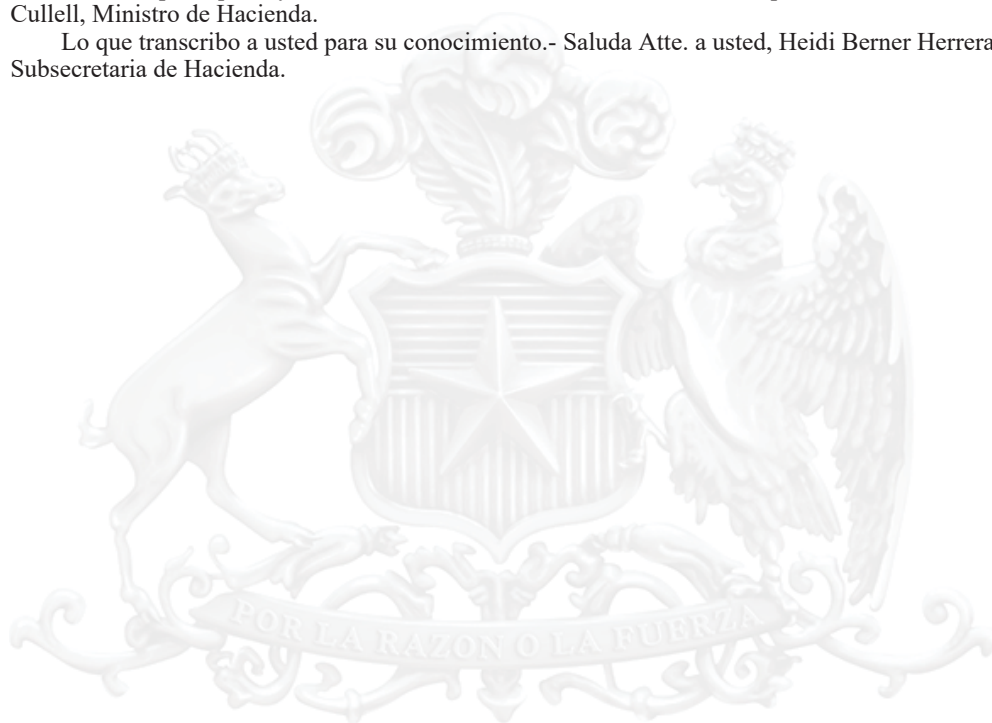 Cullell, Ministro de Hacienda.
Lo que transcribo a usted para su conocimiento.- Saluda Atte. a usted, Heidi Berner Herrera
Subsecretaria de Hacienda.
POR LA RAZON O LA FUERZA